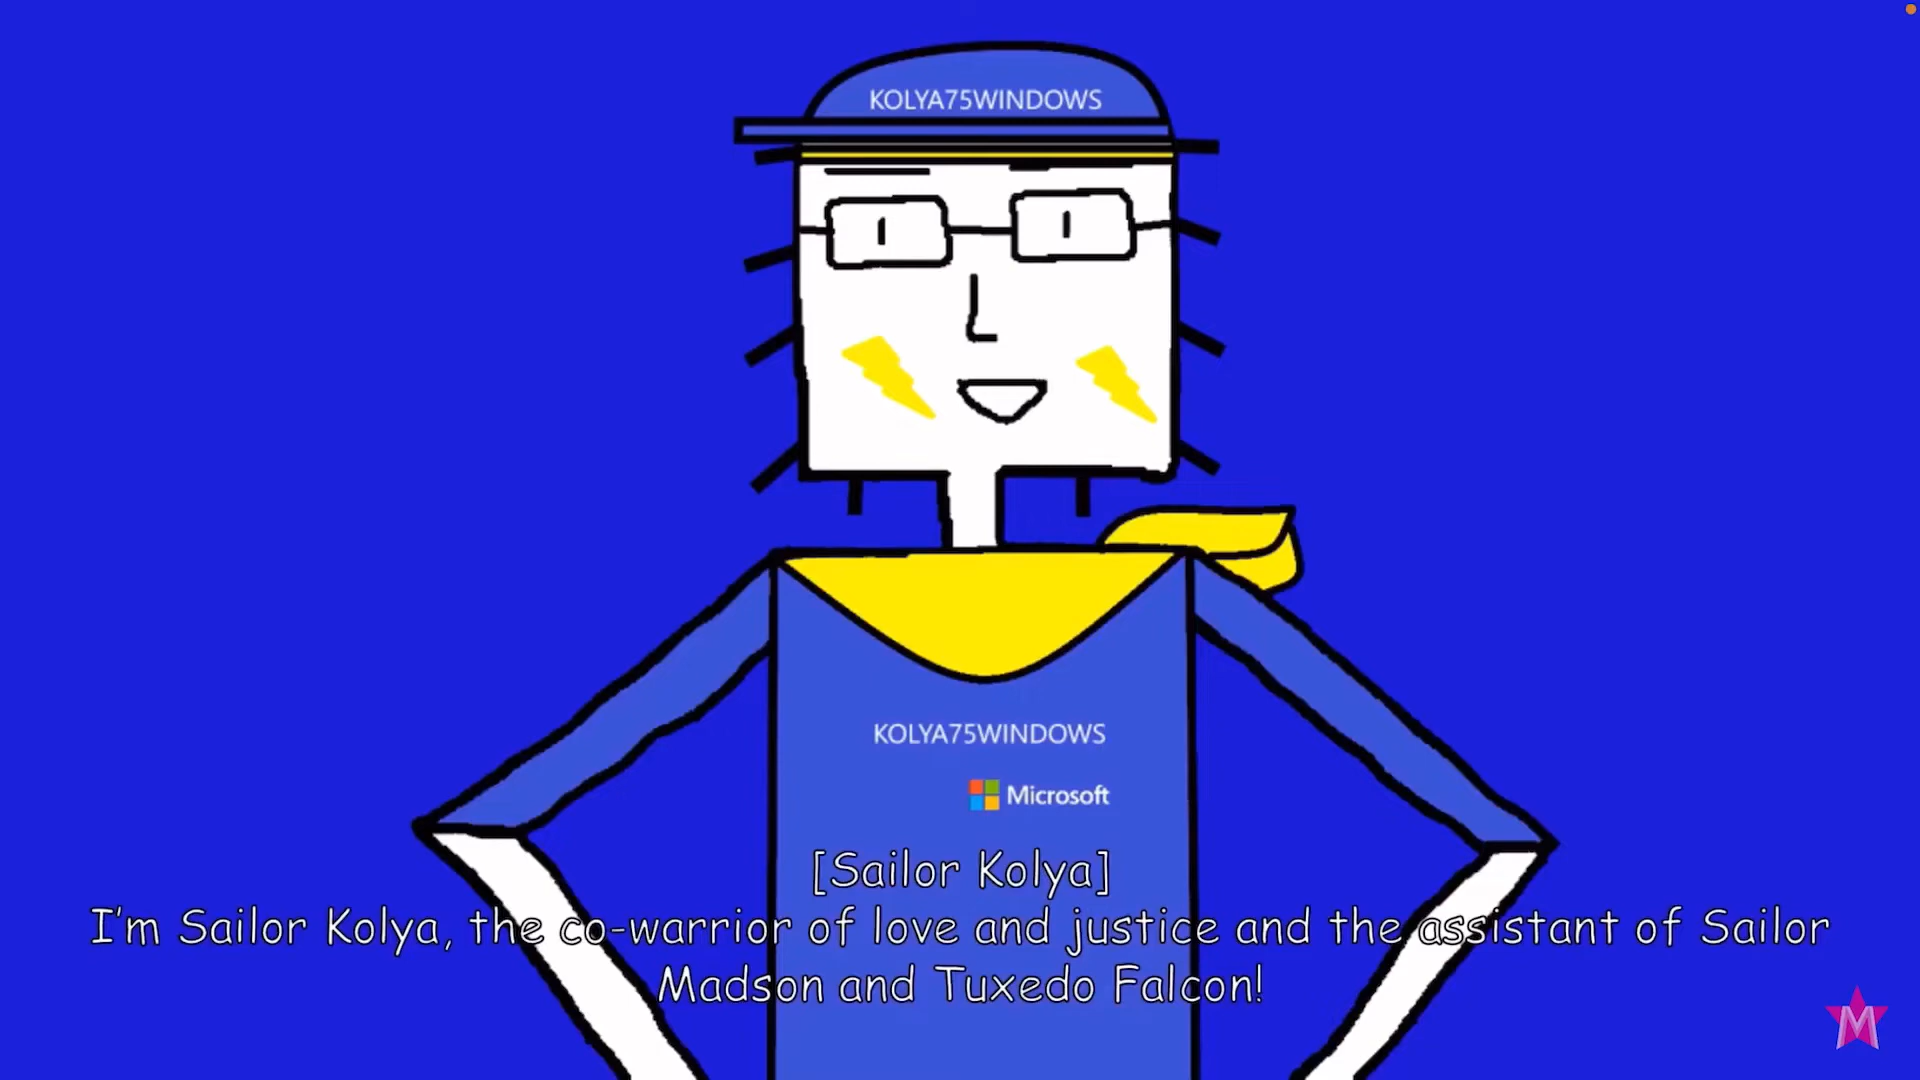 KOLYA75WINDOWS
KOLYA75WINDOWS
Microsoft
[Sailor Kolya]
I'm Sailor Kolya, the co-warrior of love and justice and the assistant of Sailor
Madson and Tuxedo Falcon!
M